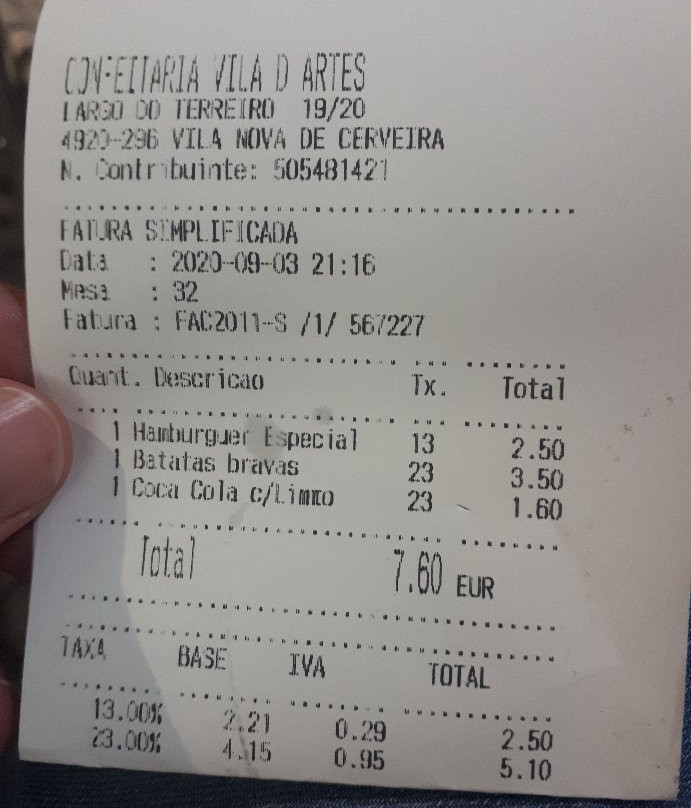 CONFEITARIA VILA D ARTES
LARGO DO TERREIRO 19/20
4920-296 VILA NOVA DE CERVEIRA
N. Contribuinte: 505481421
FATURA SIMPLIFICADA
Data : 2020-09-03 21:16
Mesa : 32
Fatura : FAC2011-S /1/ 567227
Quant. Descricao Tx. Total
1 Hamburguer Especial 13 2.50
1 Batatas bravas 23 3.50
1 Coca Cola c/Limao 23 1.60
Total 7.60 EUR
TAXA BASE IVA TOTAL
13.00% 2.21 0.29 2.50
23.00% 4.15 0.95 5.10